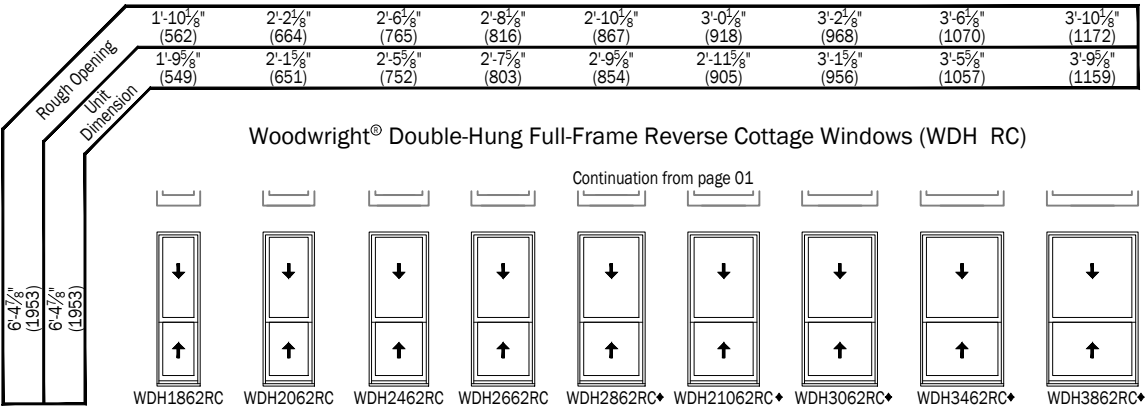 1'-10⅛" 2'-2⅛" 2'-6⅛" 2'-8⅛" 2'-10⅛" 3'-0⅛" 3'-2⅛" 3'-6⅛" 3'-10⅛"
(562) (664) (765) (816) (867) (918) (968) (1070) (1172)
1'-9⅝" 2'-1⅝" 2'-5⅝" 2'-7⅝" 2'-9⅝" 2'-11⅝" 3'-1⅝" 3'-5⅝" 3'-9⅝"
(549) (651) (752) (803) (854) (905) (956) (1057) (1159)
Rough Opening
Unit
Dimension
Woodwright® Double-Hung Full-Frame Reverse Cottage Windows (WDH RC)
Continuation from page 01
6'-4⅞"
(1953)
6'-4⅞"
(1953)
WDH1862RC WDH2062RC WDH2462RC WDH2662RC WDH2862RC♦ WDH21062RC♦ WDH3062RC♦ WDH3462RC♦ WDH3862RC♦